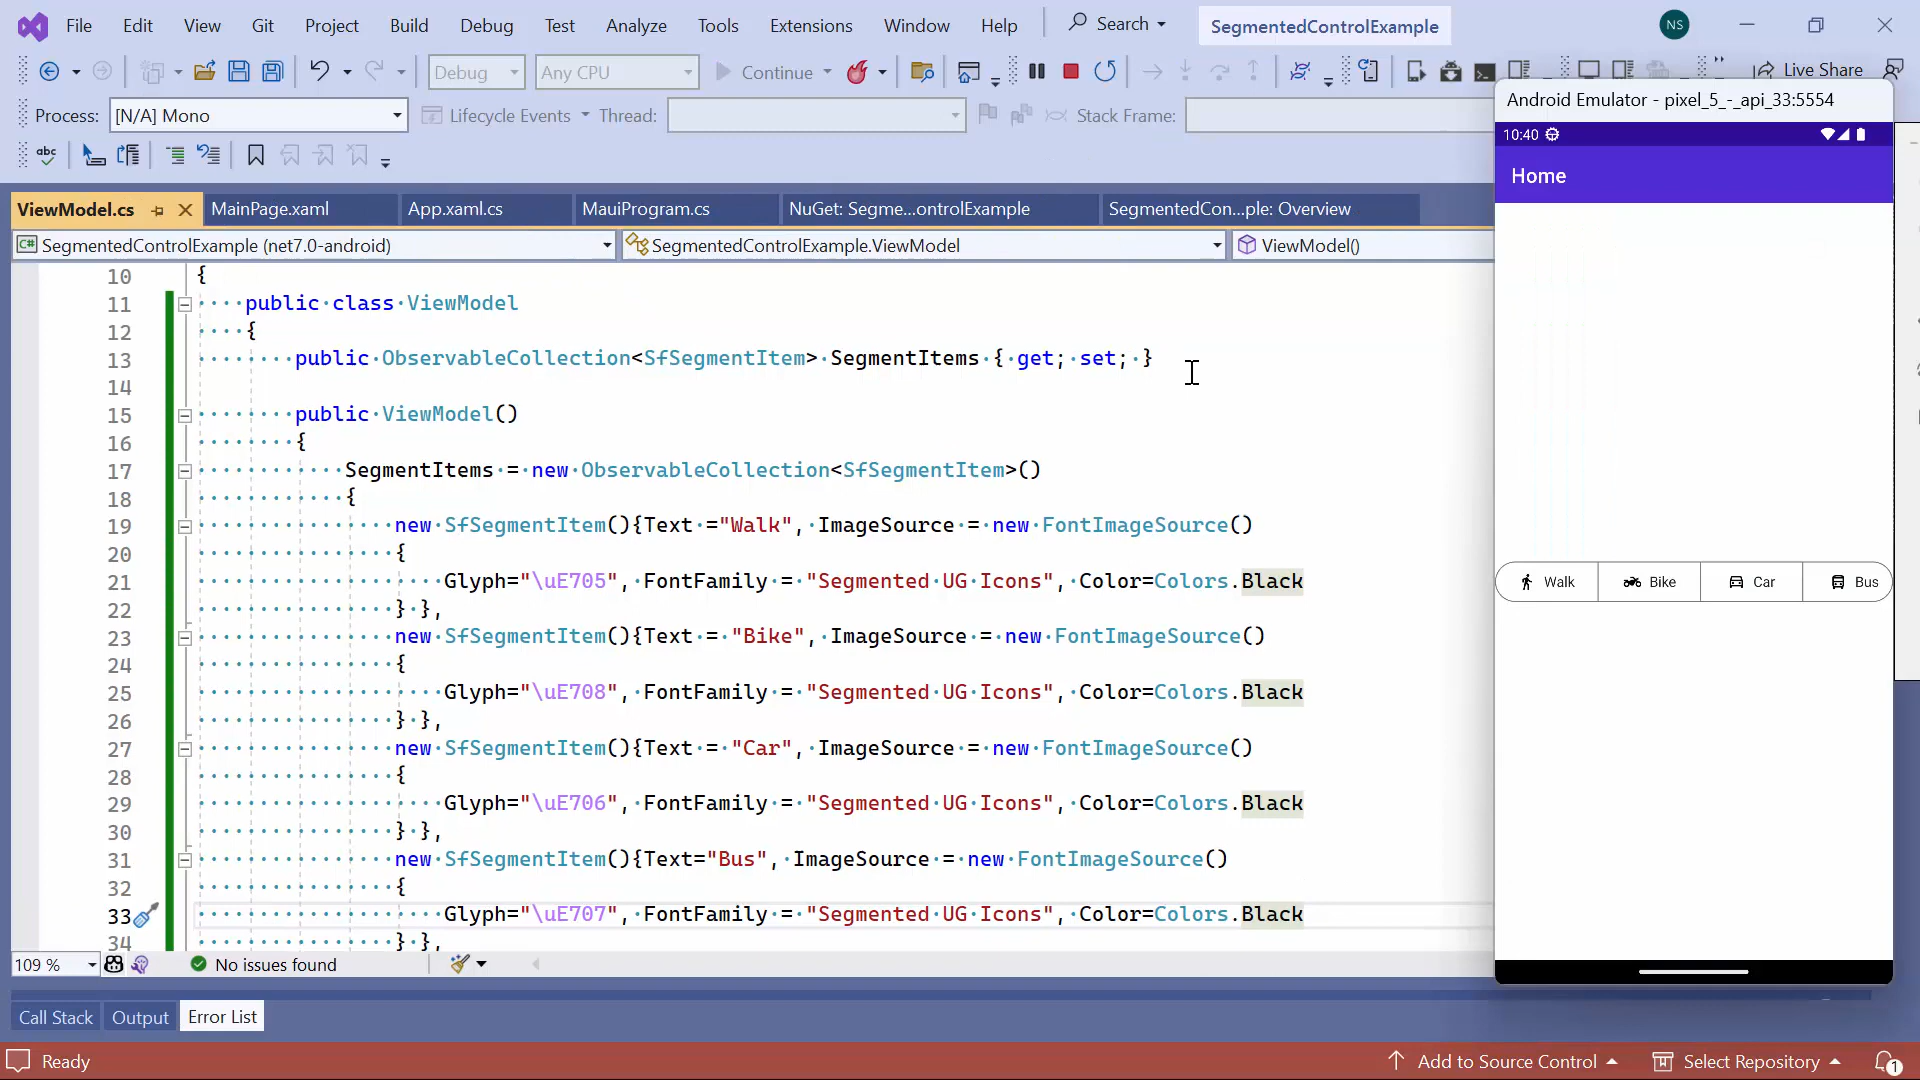 File Edit View Git Project Build Debug Test Analyze Tools Extensions Window Help Search SegmentedControlExample NS
Debug Any CPU Continue Live Share
Process: [N/A] Mono Lifecycle Events Thread: Stack Frame:
abc
ViewModel.cs MainPage.xaml App.xaml.cs MauiProgram.cs NuGet: Segme...ontrolExample SegmentedCon...ple: Overview
C# SegmentedControlExample (net7.0-android) SegmentedControlExample.ViewModel ViewModel()
10 {
11 public class ViewModel
12 {
13 public ObservableCollection<SfSegmentItem> SegmentItems { get; set; }
14
15 public ViewModel()
16 {
17 SegmentItems = new ObservableCollection<SfSegmentItem>()
18 {
19 new SfSegmentItem(){Text ="Walk", ImageSource = new FontImageSource()
20 {
21 Glyph="\uE705", FontFamily = "Segmented UG Icons", Color=Colors.Black
22 } },
23 new SfSegmentItem(){Text = "Bike", ImageSource = new FontImageSource()
24 {
25 Glyph="\uE708", FontFamily = "Segmented UG Icons", Color=Colors.Black
26 } },
27 new SfSegmentItem(){Text = "Car", ImageSource = new FontImageSource()
28 {
29 Glyph="\uE706", FontFamily = "Segmented UG Icons", Color=Colors.Black
30 } },
31 new SfSegmentItem(){Text="Bus", ImageSource = new FontImageSource()
32 {
33 Glyph="\uE707", FontFamily = "Segmented UG Icons", Color=Colors.Black
34 } },
109 % No issues found
Call Stack Output Error List
Ready Add to Source Control Select Repository 1
Android Emulator - pixel_5_-_api_33:5554
10:40
Home
Walk Bike Car Bus